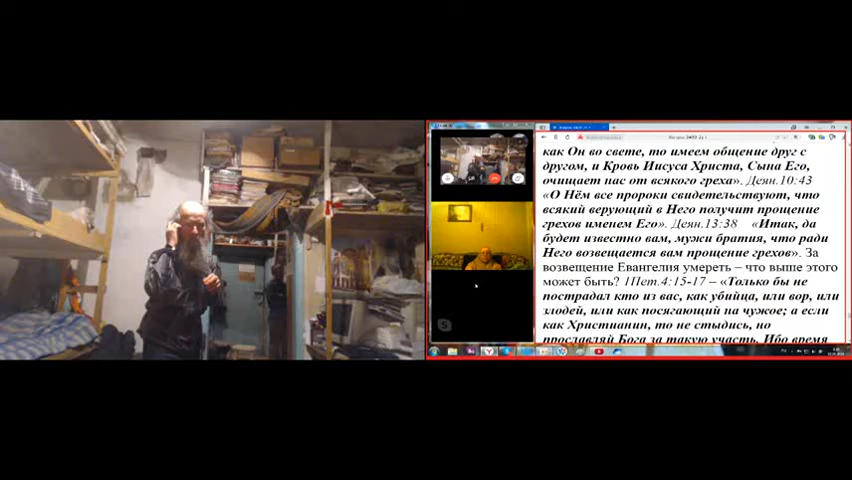 как Он во свете, то имеем общение друг с
другом, и Кровь Иисуса Христа, Сына Его,
очищает нас от всякого греха». Деян.10:43
«О Нём все пророки свидетельствуют, что
всякий верующий в Него получит прощение
грехов именем Его». Деян.13:38 «Итак, да
будет известно вам, мужи братия, что ради
Него возвещается вам прощение грехов». За
возвещение Евангелия умереть – что выше этого
может быть? 1Пет.4:15-17 – «Только бы не
пострадал кто из вас, как убийца, или вор, или
злодей, или как посягающий на чужое; а если
как Христианин, то не стыдись, но
прославляй Бога за такую участь. Ибо время